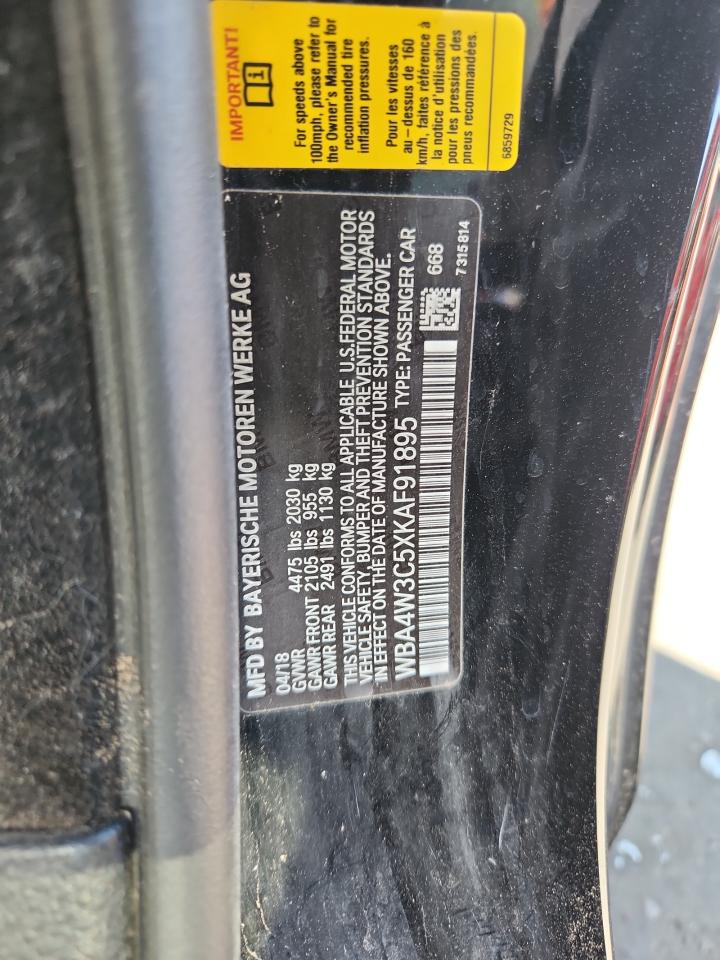 IMPORTANT!
For speeds above
100mph, please refer to
the Owner's Manual for
recommended tire
inflation pressures.
Pour les vitesses
au-dessus de 160
km/h, faites référence à
la notice d'utilisation
pour les pressions des
pneus recommandées.
6859729
MFD BY BAYERISCHE MOTOREN WERKE AG
04/18
GVWR 4475 lbs 2030 kg
GAWR FRONT 2105 lbs 955 kg
GAWR REAR 2491 lbs 1130 kg
THIS VEHICLE CONFORMS TO ALL APPLICABLE U.S.FEDERAL MOTOR
VEHICLE SAFETY, BUMPER AND THEFT PREVENTION STANDARDS
IN EFFECT ON THE DATE OF MANUFACTURE SHOWN ABOVE.
WBA4W3C5XKAF91895 TYPE: PASSENGER CAR
668
7 315 814